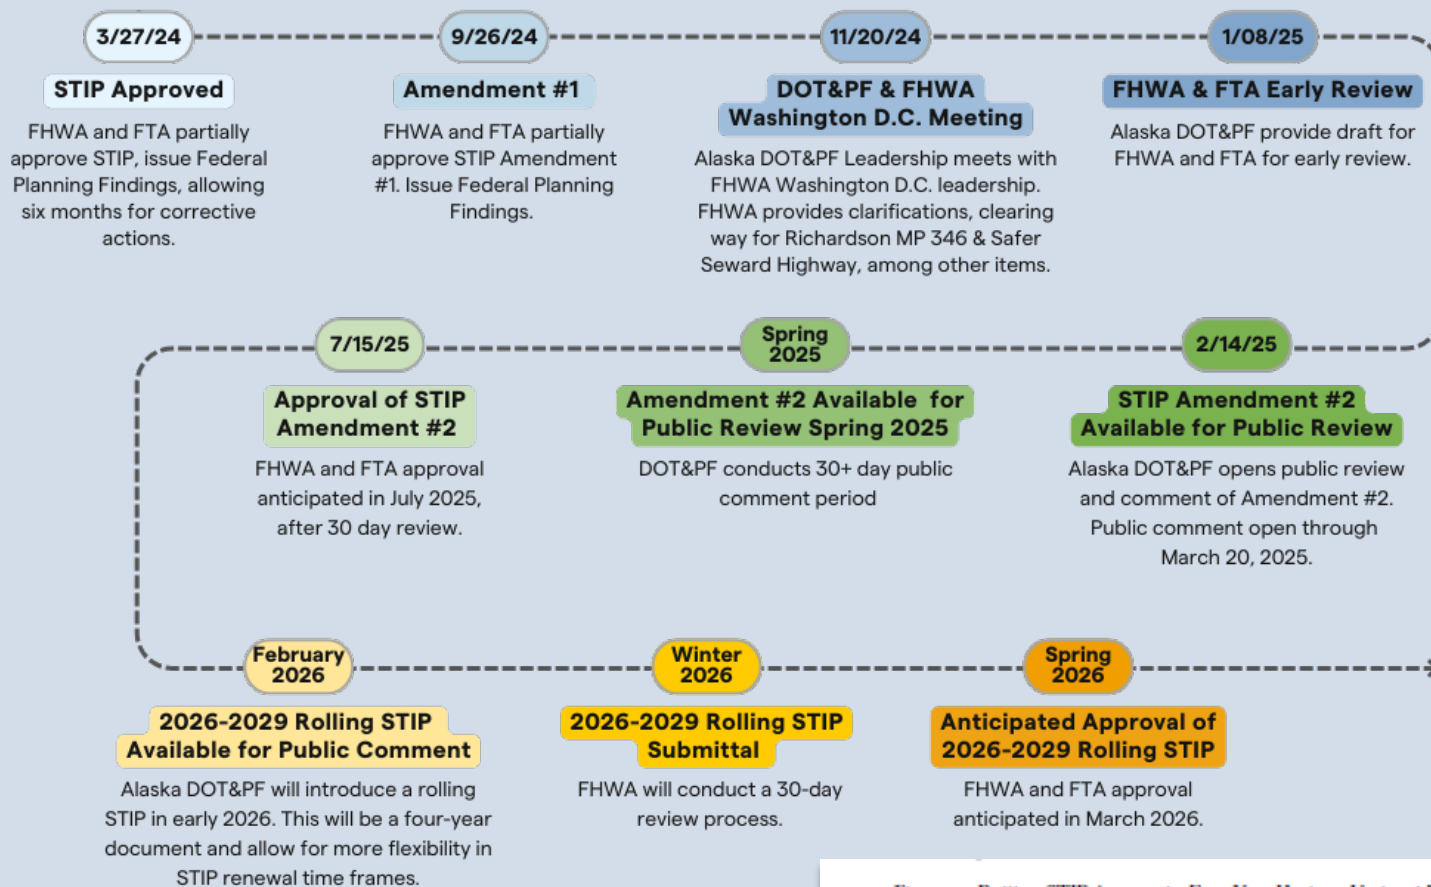 3/27/24
STIP Approved
FHWA and FTA partially
approve STIP, issue Federal
Planning Findings, allowing
six months for corrective
actions.
9/26/24
Amendment #1
FHWA and FTA partially
approve STIP Amendment
#1. Issue Federal Planning
Findings.
11/20/24
DOT&PF & FHWA
Washington D.C. Meeting
Alaska DOT&PF Leadership meets with
FHWA Washington D.C. leadership.
FHWA provides clarifications, clearing
way for Richardson MP 346 & Safer
Seward Highway, among other items.
1/08/25
FHWA & FTA Early Review
Alaska DOT&PF provide draft for
FHWA and FTA for early review.
2/14/25
STIP Amendment #2
Available for Public Review
Alaska DOT&PF opens public review
and comment of Amendment #2.
Public comment open through
March 20, 2025.
Spring
2025
Amendment #2 Available for
Public Review Spring 2025
DOT&PF conducts 30+ day public
comment period
7/15/25
Approval of STIP
Amendment #2
FHWA and FTA approval
anticipated in July 2025,
after 30 day review.
February
2026
2026-2029 Rolling STIP
Available for Public Comment
Alaska DOT&PF will introduce a rolling
STIP in early 2026. This will be a four-year
document and allow for more flexibility in
STIP renewal time frames.
Winter
2026
2026-2029 Rolling STIP
Submittal
FHWA will conduct a 30-day
review process.
Spring
2026
Anticipated Approval of
2026-2029 Rolling STIP
FHWA and FTA approval
anticipated in March 2026.